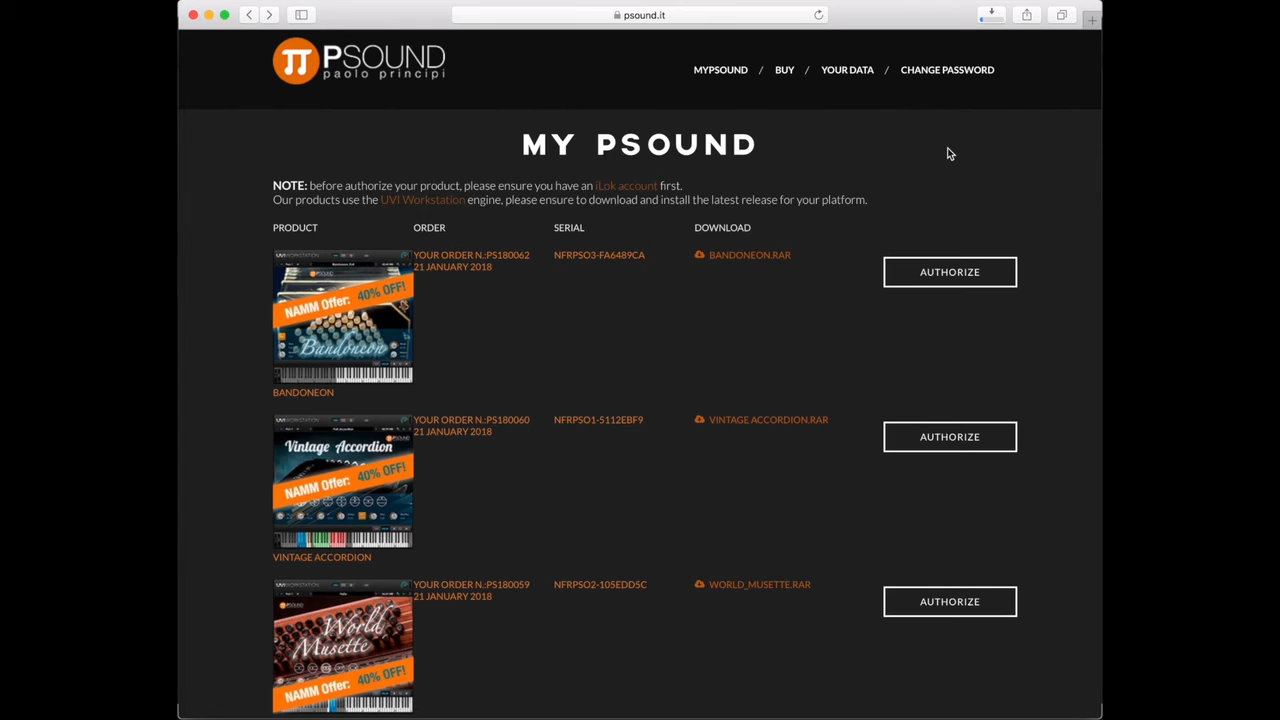 psound.it
PSOUND
paolo principi
MYPSOUND / BUY / YOUR DATA / CHANGE PASSWORD
MY PSOUND
NOTE: before authorize your product, please ensure you have an iLok account first.
Our products use the UVI Workstation engine, please ensure to download and install the latest release for your platform.
PRODUCT ORDER SERIAL DOWNLOAD
YOUR ORDER N.:PS180062 NFRPSO3-FA6489CA BANDONEON.RAR
21 JANUARY 2018
AUTHORIZE
NAMM Offer: 40% OFF!
Bandoneon
BANDONEON
YOUR ORDER N.:PS180060 NFRPSO1-5112EBF9 VINTAGE ACCORDION.RAR
21 JANUARY 2018
AUTHORIZE
Vintage Accordion
NAMM Offer: 40% OFF!
VINTAGE ACCORDION
YOUR ORDER N.:PS180059 NFRPSO2-105EDD5C WORLD_MUSETTE.RAR
21 JANUARY 2018
AUTHORIZE
World
Musette
NAMM Offer: 40% OFF!